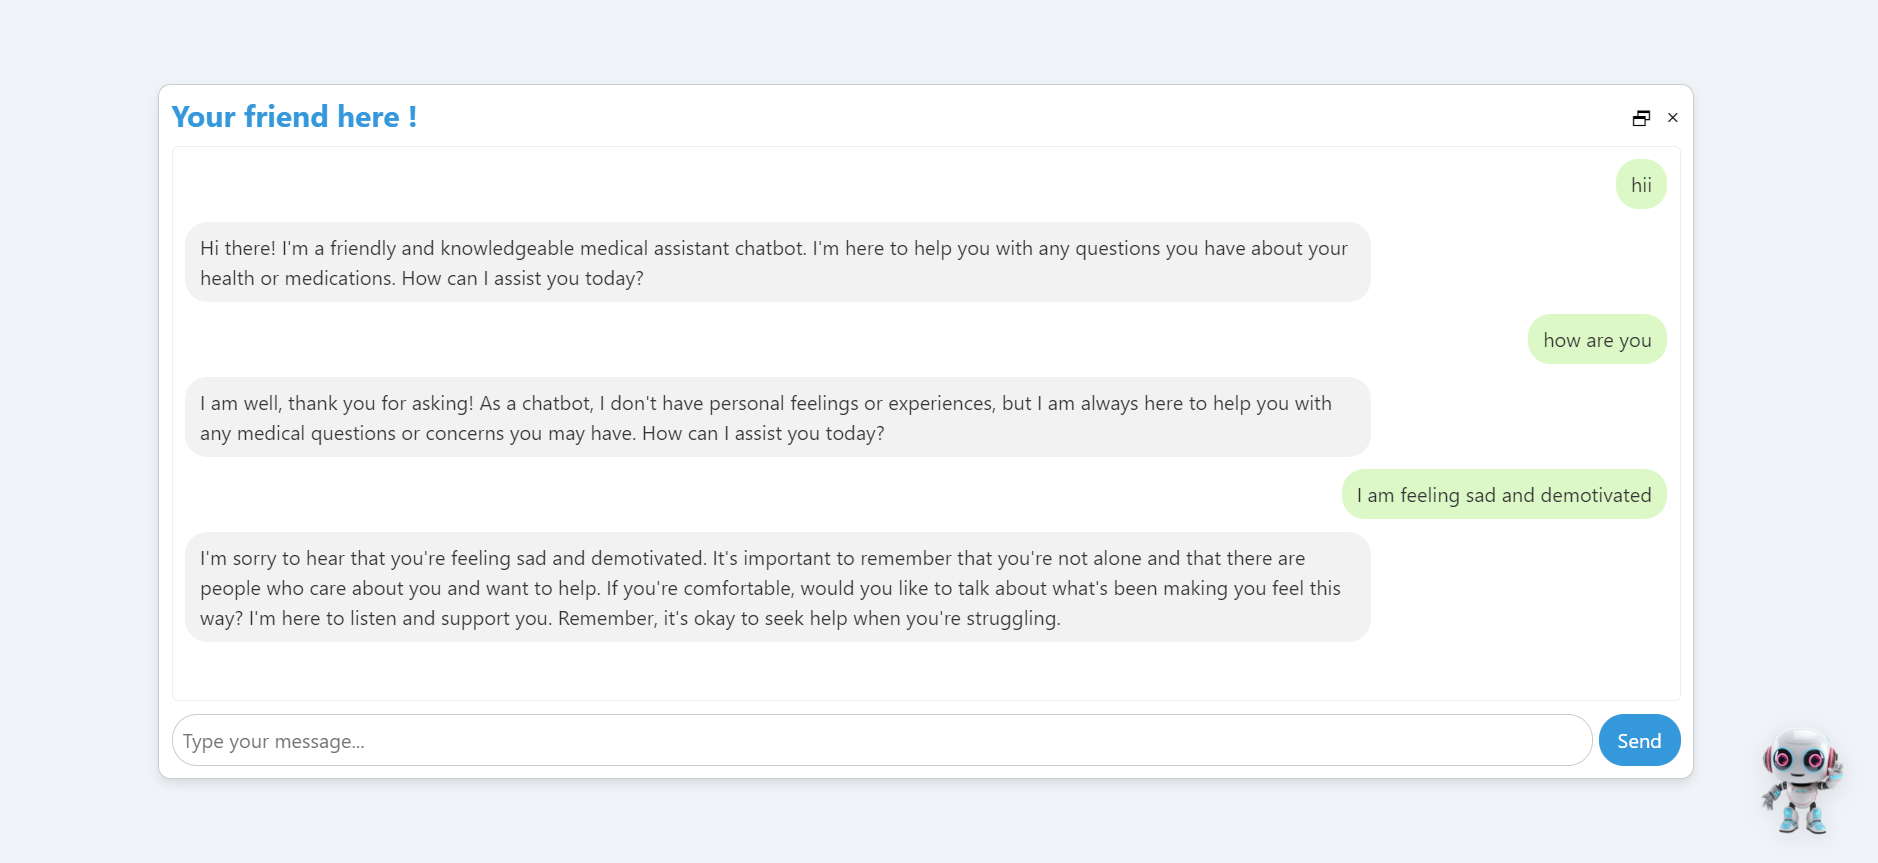 Your friend here !
hii
Hi there! I'm a friendly and knowledgeable medical assistant chatbot. I'm here to help you with any questions you have about your
health or medications. How can I assist you today?
how are you
I am well, thank you for asking! As a chatbot, I don't have personal feelings or experiences, but I am always here to help you with
any medical questions or concerns you may have. How can I assist you today?
I am feeling sad and demotivated
I'm sorry to hear that you're feeling sad and demotivated. It's important to remember that you're not alone and that there are
people who care about you and want to help. If you're comfortable, would you like to talk about what's been making you feel this
way? I'm here to listen and support you. Remember, it's okay to seek help when you're struggling.
Type your message...
Send